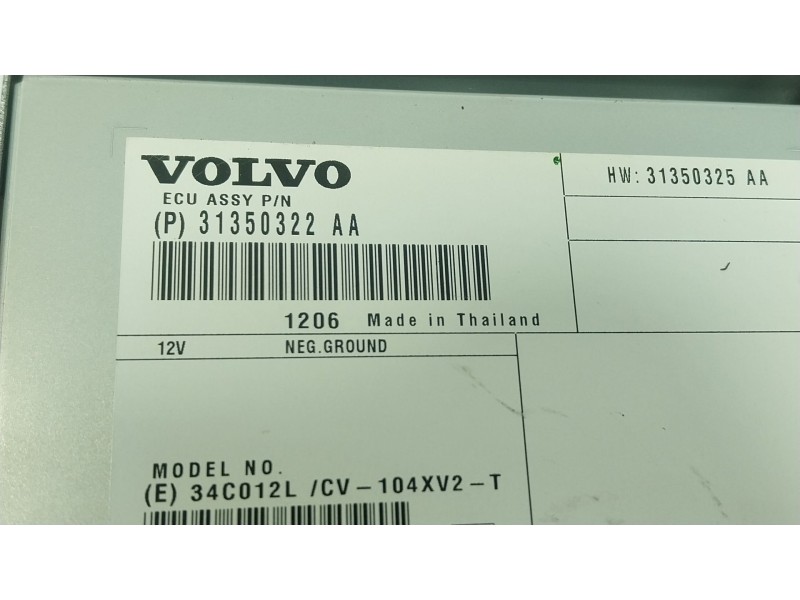 VOLVO
ECU ASSY P/N
(P) 31350322 AA
HW: 31350325 AA
1206 Made in Thailand
12V NEG.GROUND
MODEL NO.
(E) 34C012L /CV-104XV2-T